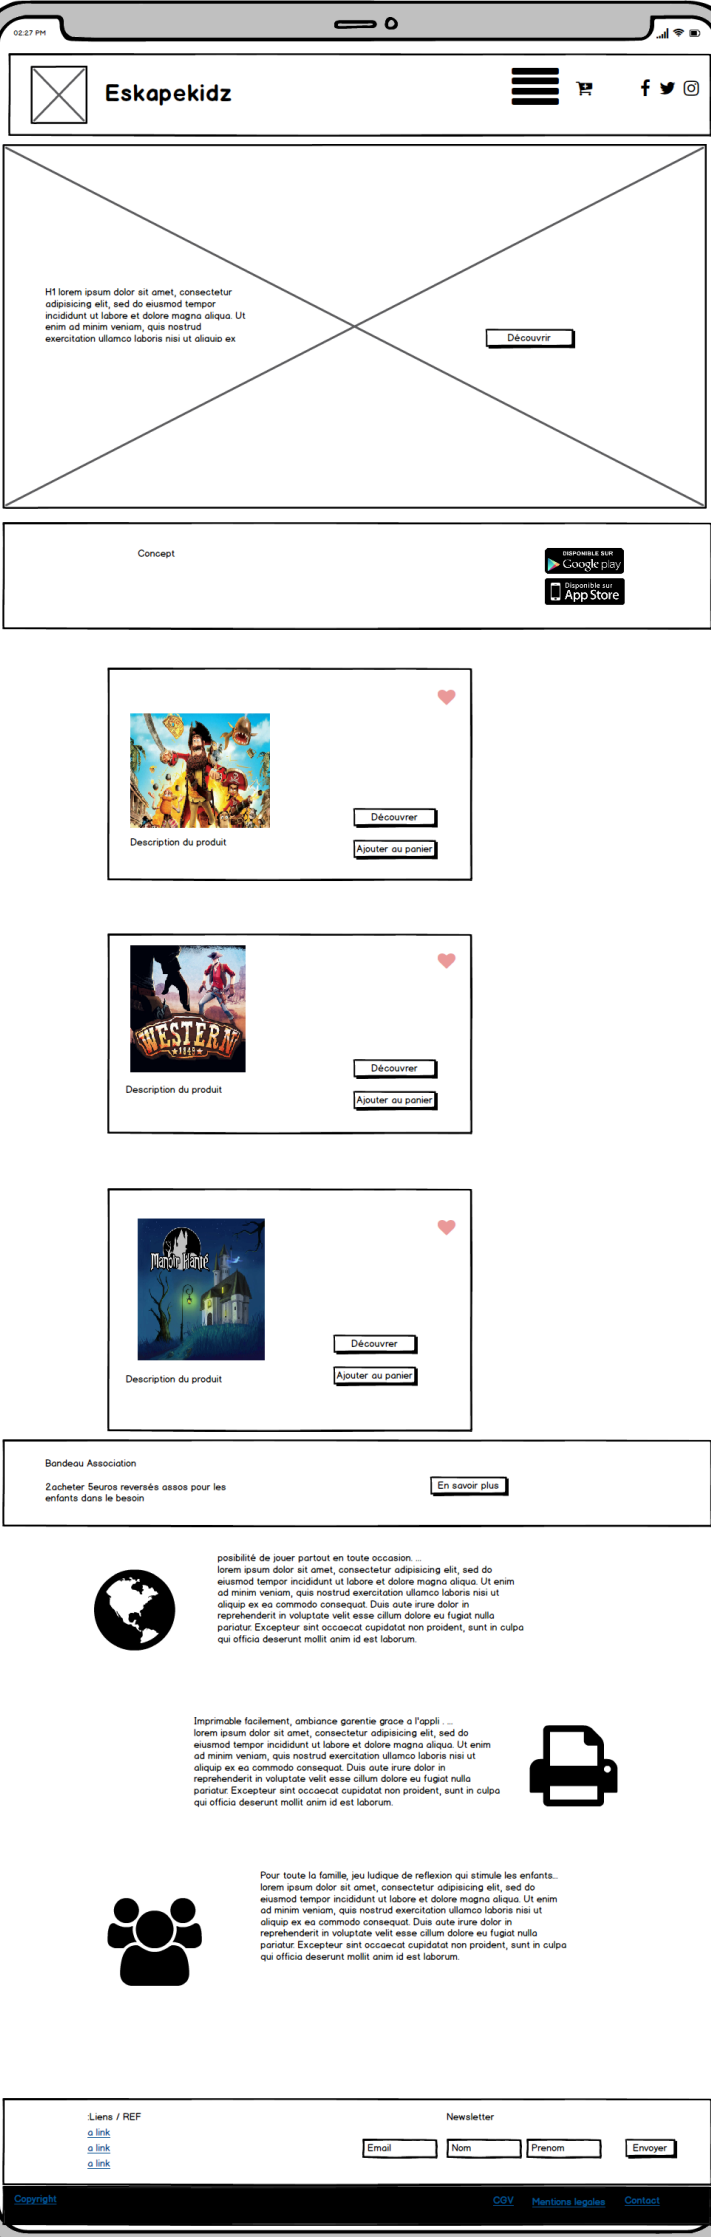 02:27 PM
Eskapekidz
H1 lorem ipsum dolor sit amet, consectetur
adipisicing elit, sed do eiusmod tempor
incididunt ut labore et dolore magna aliqua. Ut
enim ad minim veniam, quis nostrud
exercitation ullamco laboris nisi ut aliquip ex
Découvrir
Concept
DISPONIBLE SUR
Google play
Disponible sur
App Store
Découvrer
Description du produit
Ajouter au panier
WESTERN
1849
Découvrer
Description du produit
Ajouter au panier
Manoir Hanté
Découvrer
Ajouter au panier
Description du produit
Bandeau Association
2acheter 5euros reversés assos pour les
enfants dans le besoin
En savoir plus
posibilité de jouer partout en toute occasion. ...
lorem ipsum dolor sit amet, consectetur adipisicing elit, sed do
eiusmod tempor incididunt ut labore et dolore magna aliqua. Ut enim
ad minim veniam, quis nostrud exercitation ullamco laboris nisi ut
aliquip ex ea commodo consequat. Duis aute irure dolor in
reprehenderit in voluptate velit esse cillum dolore eu fugiat nulla
pariatur. Excepteur sint occaecat cupidatat non proident, sunt in culpa
qui officia deserunt mollit anim id est laborum.
Imprimable facilement, ambiance garentie grace a l'appli . ...
lorem ipsum dolor sit amet, consectetur adipisicing elit, sed do
eiusmod tempor incididunt ut labore et dolore magna aliqua. Ut enim
ad minim veniam, quis nostrud exercitation ullamco laboris nisi ut
aliquip ex ea commodo consequat. Duis aute irure dolor in
reprehenderit in voluptate velit esse cillum dolore eu fugiat nulla
pariatur. Excepteur sint occaecat cupidatat non proident, sunt in culpa
qui officia deserunt mollit anim id est laborum.
Pour toute la famille, jeu ludique de reflexion qui stimule les enfants...
lorem ipsum dolor sit amet, consectetur adipisicing elit, sed do
eiusmod tempor incididunt ut labore et dolore magna aliqua. Ut enim
ad minim veniam, quis nostrud exercitation ullamco laboris nisi ut
aliquip ex ea commodo consequat. Duis aute irure dolor in
reprehenderit in voluptate velit esse cillum dolore eu fugiat nulla
pariatur. Excepteur sint occaecat cupidatat non proident, sunt in culpa
qui officia deserunt mollit anim id est laborum.
:Liens / REF
a link
a link
a link
Newsletter
Email
Nom
Prenom
Envoyer
Copyright
CGV
Mentions legales
Contact